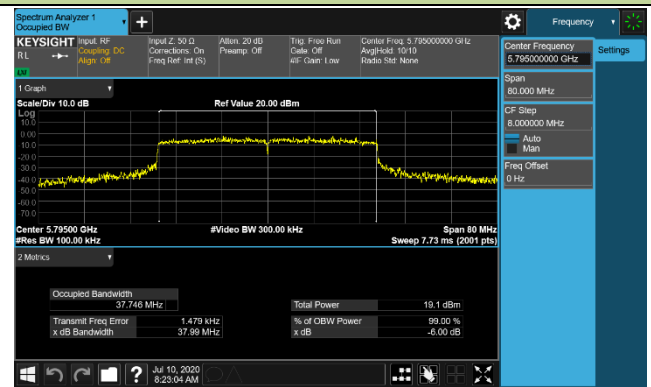 Spectrum Analyzer 1
Occupied BW
Frequency
KEYSIGHT
RL
Input: RF
Coupling: DC
Align: Off
Input Z: 50 Ω
Corrections: On
Freq Ref: Int (S)
Atten: 20 dB
Preamp: Off
Trig: Free Run
Gate: Off
#IF Gain: Low
Center Freq: 5.795000000 GHz
Avg|Hold: 10/10
Radio Std: None
Center Frequency
5.795000000 GHz
Settings
Span
80.000 MHz
CF Step
8.000000 MHz
Auto
Man
Freq Offset
0 Hz
1 Graph
Scale/Div 10.0 dB
Ref Value 20.00 dBm
Log
10.0
0.00
-10.0
-20.0
-30.0
-40.0
-50.0
-60.0
-70.0
Center 5.79500 GHz
#Video BW 300.00 kHz
Span 80 MHz
#Res BW 100.00 kHz
Sweep 7.73 ms (2001 pts)
2 Metrics
Occupied Bandwidth
37.746 MHz
Total Power
19.1 dBm
Transmit Freq Error
1.479 kHz
% of OBW Power
99.00 %
x dB Bandwidth
37.99 MHz
x dB
-6.00 dB
?
Jul 10, 2020
8:23:04 AM